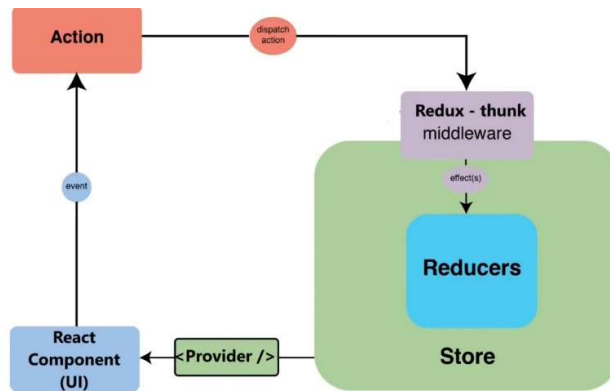 Action
dispatch
action
Redux - thunk
middleware
effect(s)
event
Reducers
React
Component
(UI)
<Provider />
Store